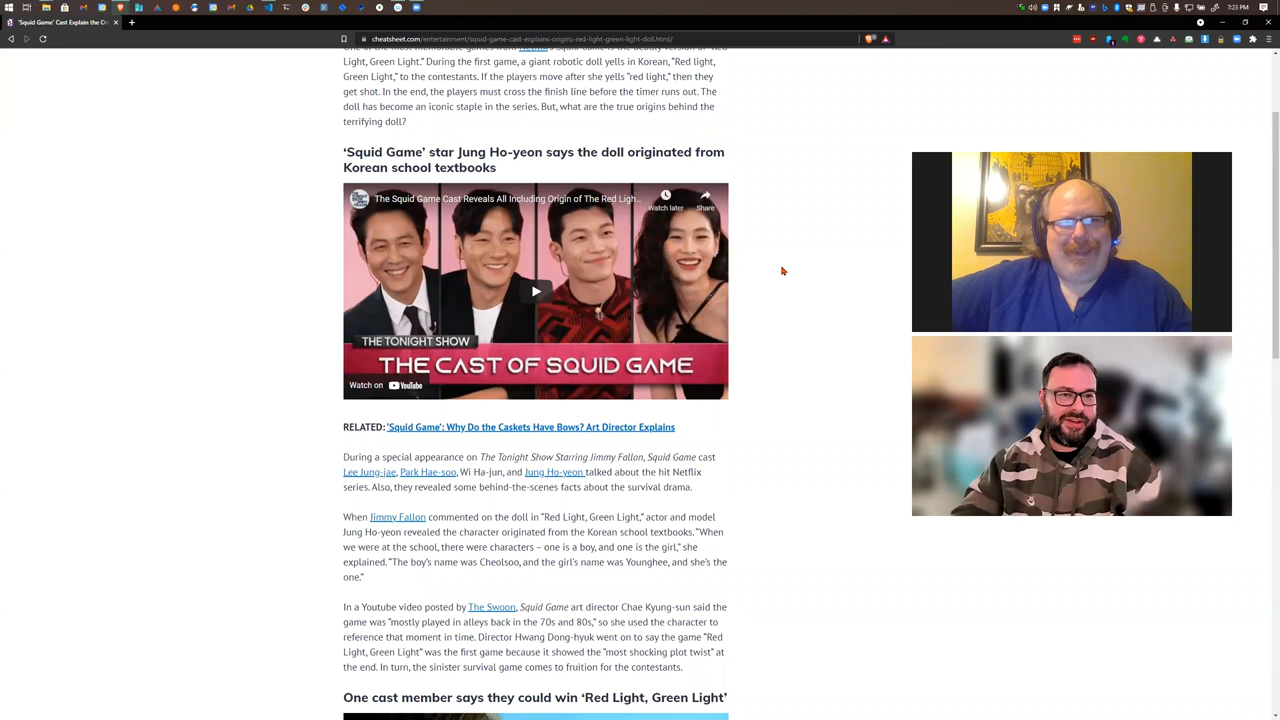 'Squid Game' Cast Explain the Or
7:23 PM
cheatsheet.com/entertainment/squid-game-cast-explains-origins-red-light-green-light-doll.html/
One of the most memorable games from Netflix's Squid Game is the deadly version of "Red
Light, Green Light." During the first game, a giant robotic doll yells in Korean, "Red light,
Green Light," to the contestants. If the players move after she yells "red light," then they
get shot. In the end, the players must cross the finish line before the timer runs out. The
doll has become an iconic staple in the series. But, what are the true origins behind the
terrifying doll?
'Squid Game' star Jung Ho-yeon says the doll originated from
Korean school textbooks
The Squid Game Cast Reveals All Including Origin of The Red Ligh...
Watch later
Share
THE TONIGHT SHOW
THE CAST OF SQUID GAME
Watch on YouTube
RELATED: 'Squid Game': Why Do the Caskets Have Bows? Art Director Explains
During a special appearance on The Tonight Show Starring Jimmy Fallon, Squid Game cast
Lee Jung-jae, Park Hae-soo, Wi Ha-jun, and Jung Ho-yeon talked about the hit Netflix
series. Also, they revealed some behind-the-scenes facts about the survival drama.
When Jimmy Fallon commented on the doll in "Red Light, Green Light," actor and model
Jung Ho-yeon revealed the character originated from the Korean school textbooks. "When
we were at the school, there were characters – one is a boy, and one is the girl," she
explained. "The boy's name was Cheolsoo, and the girl's name was Younghee, and she's the
one."
In a Youtube video posted by The Swoon, Squid Game art director Chae Kyung-sun said the
game was "mostly played in alleys back in the 70s and 80s," so she used the character to
reference that moment in time. Director Hwang Dong-hyuk went on to say the game "Red
Light, Green Light" was the first game because it showed the "most shocking plot twist" at
the end. In turn, the sinister survival game comes to fruition for the contestants.
One cast member says they could win 'Red Light, Green Light'